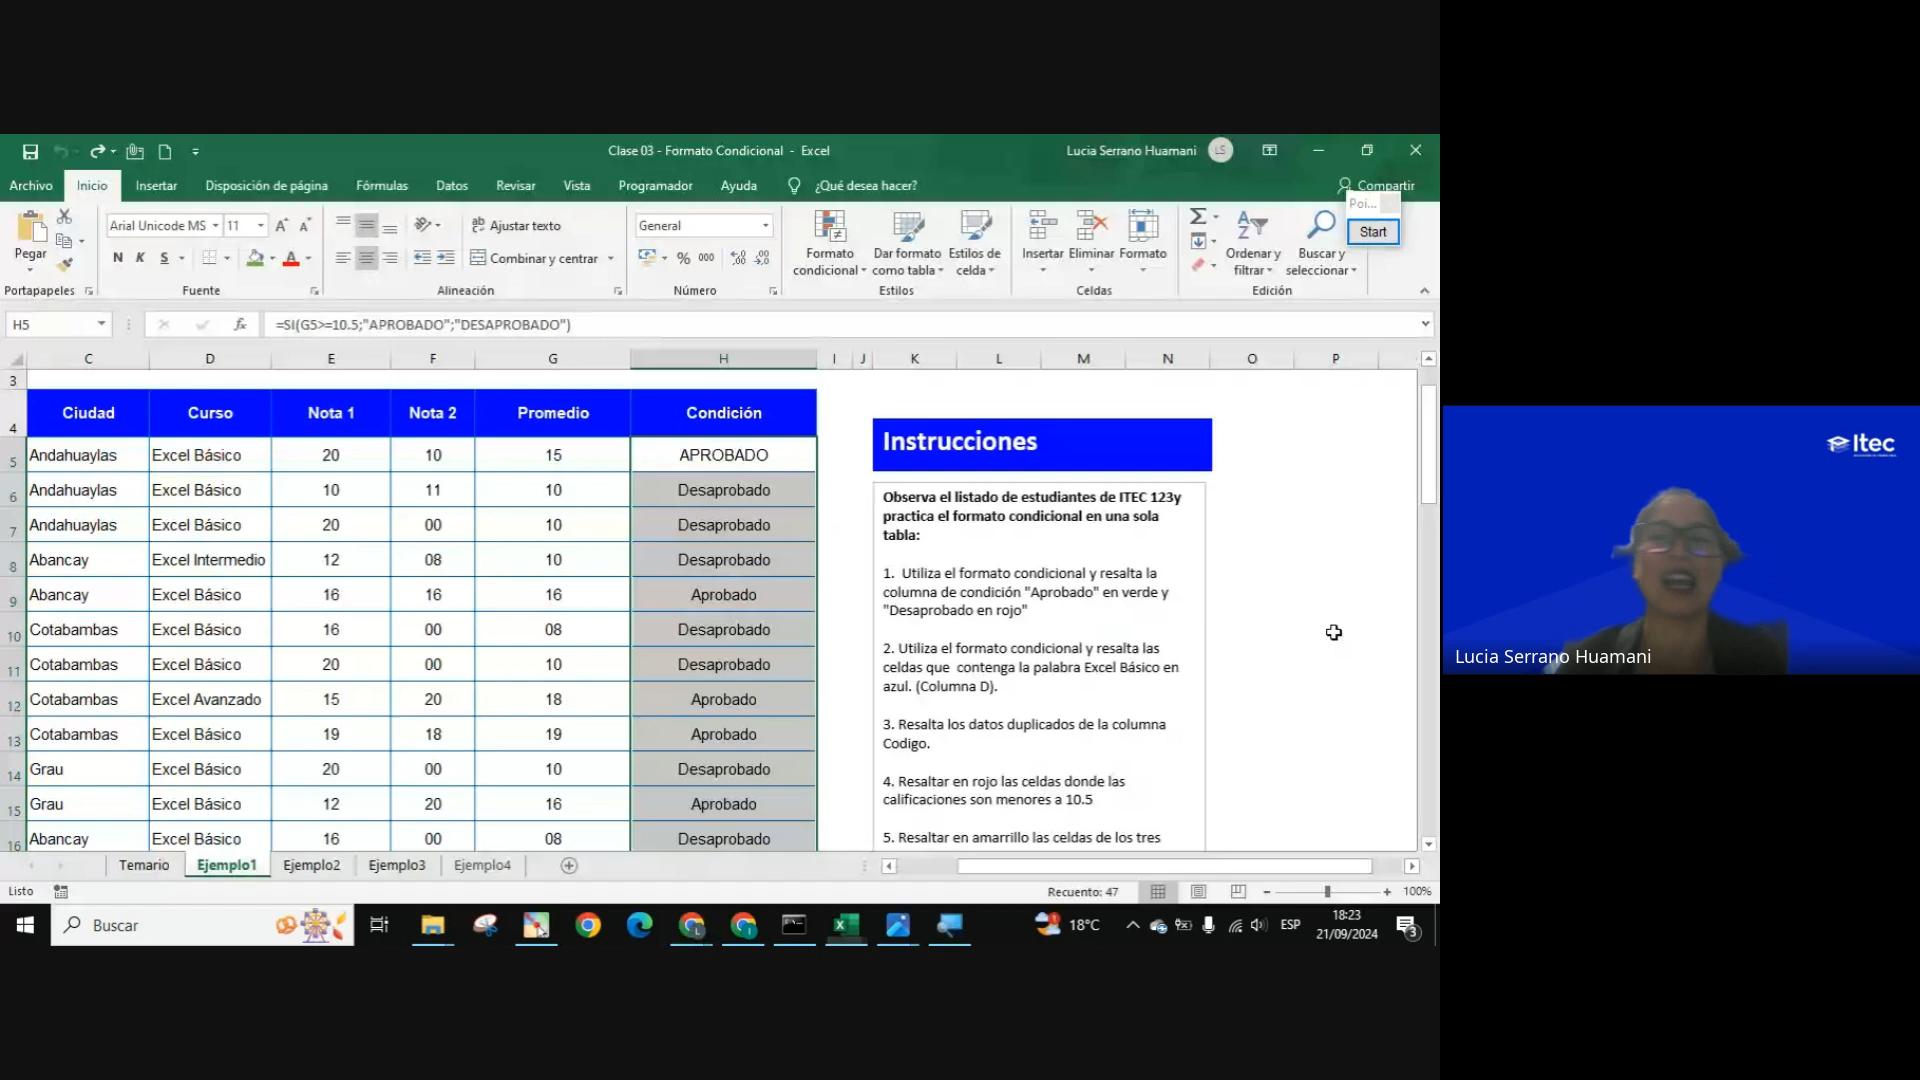 Clase 03 - Formato Condicional - Excel
Lucia Serrano Huamani
LS
Archivo Inicio Insertar Disposición de página Fórmulas Datos Revisar Vista Programador Ayuda ¿Qué desea hacer? Compartir
Poi...
Start
Pegar
Arial Unicode MS 11
N K S
Ajustar texto
Combinar y centrar
General
% 000
Formato condicional
Dar formato como tabla
Estilos de celda
Insertar Eliminar Formato
Ordenar y filtrar
Buscar y seleccionar
Portapapeles Fuente Alineación Número Estilos Celdas Edición
H5 fx =SI(G5>=10.5;"APROBADO";"DESAPROBADO")
C D E F G H I J K L M N O P
3
4 Ciudad Curso Nota 1 Nota 2 Promedio Condición
5 Andahuaylas Excel Básico 20 10 15 APROBADO
6 Andahuaylas Excel Básico 10 11 10 Desaprobado
7 Andahuaylas Excel Básico 20 00 10 Desaprobado
8 Abancay Excel Intermedio 12 08 10 Desaprobado
9 Abancay Excel Básico 16 16 16 Aprobado
10 Cotabambas Excel Básico 16 00 08 Desaprobado
11 Cotabambas Excel Básico 20 00 10 Desaprobado
12 Cotabambas Excel Avanzado 15 20 18 Aprobado
13 Cotabambas Excel Básico 19 18 19 Aprobado
14 Grau Excel Básico 20 00 10 Desaprobado
15 Grau Excel Básico 12 20 16 Aprobado
16 Abancay Excel Básico 16 00 08 Desaprobado
Instrucciones
Observa el listado de estudiantes de ITEC 123y
practica el formato condicional en una sola
tabla:
1. Utiliza el formato condicional y resalta la
columna de condición "Aprobado" en verde y
"Desaprobado en rojo"
2. Utiliza el formato condicional y resalta las
celdas que contenga la palabra Excel Básico en
azul. (Columna D).
3. Resalta los datos duplicados de la columna
Codigo.
4. Resaltar en rojo las celdas donde las
calificaciones son menores a 10.5
5. Resaltar en amarrillo las celdas de los tres
Temario Ejemplo1 Ejemplo2 Ejemplo3 Ejemplo4
Listo
Recuento: 47
100%
Buscar
18°C
ESP
18:23
21/09/2024
3
Itec
Lucia Serrano Huamani